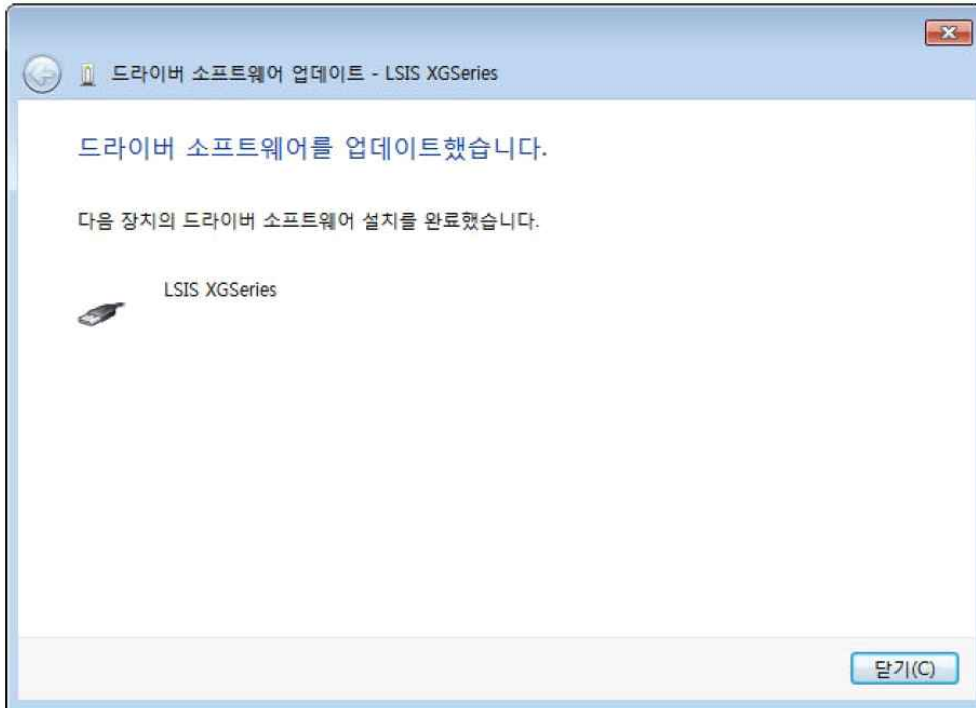 드라이버 소프트웨어 업데이트 - LSIS XGSeries
드라이버 소프트웨어를 업데이트했습니다.
다음 장치의 드라이버 소프트웨어 설치를 완료했습니다.
LSIS XGSeries
닫기(C)